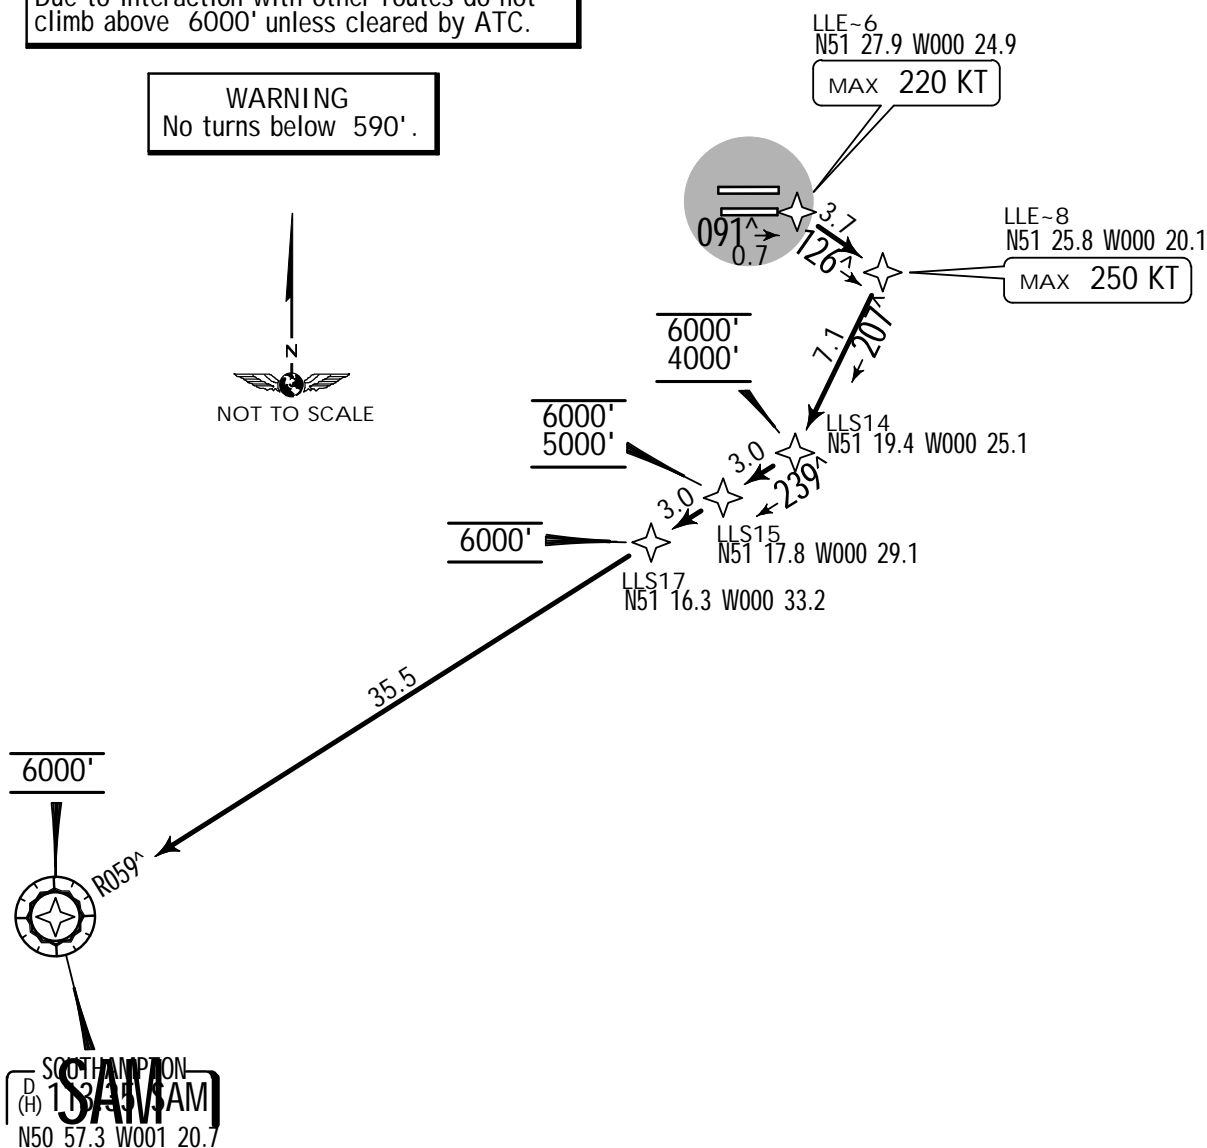 Due to interaction with other routes do not
climb above 6000' unless cleared by ATC.
WARNING
No turns below 590'.
LLE~6
N51 27.9 W000 24.9
MAX 220 KT
091^
0.7
3.7
126^
LLE~8
N51 25.8 W000 20.1
MAX 250 KT
N
NOT TO SCALE
207^
7.1
6000'
4000'
LLS14
N51 19.4 W000 25.1
6000'
5000'
3.0
239^
LLS15
N51 17.8 W000 29.1
3.0
6000'
LLS17
N51 16.3 W000 33.2
35.5
6000'
R059^
SOUTHAMPTON
D
(H) 113.35 SAM
SAM
N50 57.3 W001 20.7